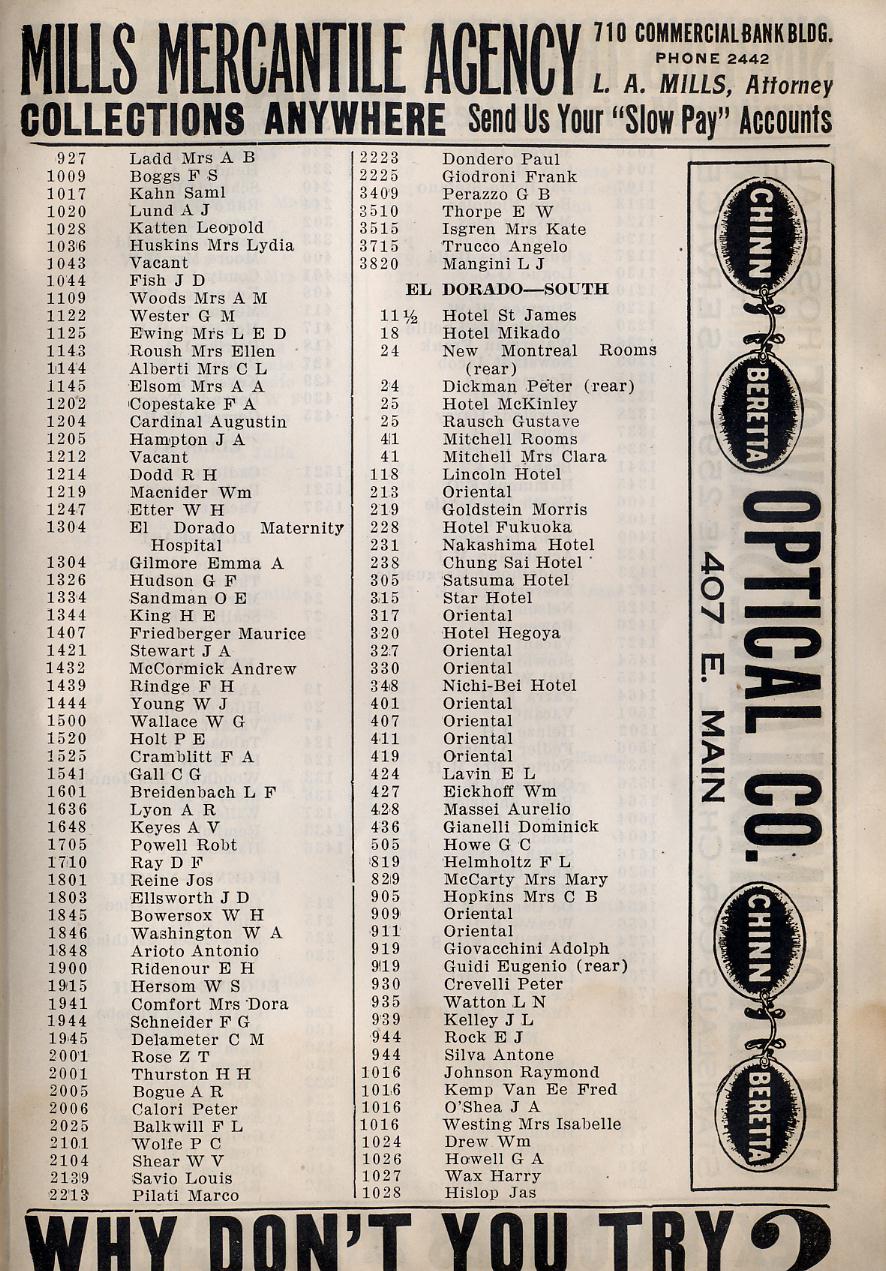 MILLS MERCANTILE AGENCY
710 COMMERCIAL BANK BLDG.
PHONE 2442
L. A. MILLS, Attorney
COLLECTIONS ANYWHERE Send Us Your "Slow Pay" Accounts
927 Ladd Mrs A B
1009 Boggs F S
1017 Kahn Saml
1020 Lund A J
1028 Katten Leopold
1036 Huskins Mrs Lydia
1043 Vacant
1044 Fish J D
1109 Woods Mrs A M
1122 Wester G M
1125 Ewing Mrs L E D
1143 Roush Mrs Ellen
1144 Alberti Mrs C L
1145 Elsom Mrs A A
1202 Copestake F A
1204 Cardinal Augustin
1205 Hampton J A
1212 Vacant
1214 Dodd R H
1219 Macnider Wm
1247 Etter W H
1304 El Dorado Maternity
Hospital
1304 Gilmore Emma A
1326 Hudson G F
1334 Sandman O E
1344 King H E
1407 Friedberger Maurice
1421 Stewart J A
1432 McCormick Andrew
1439 Rindge F H
1444 Young W J
1500 Wallace W G
1520 Holt P E
1525 Cramblitt F A
1541 Gall C G
1601 Breidenbach L F
1636 Lyon A R
1648 Keyes A V
1705 Powell Robt
1710 Ray D F
1801 Reine Jos
1803 Ellsworth J D
1845 Bowersox W H
1846 Washington W A
1848 Arioto Antonio
1900 Ridenour E H
1915 Hersom W S
1941 Comfort Mrs Dora
1944 Schneider F G
1945 Delameter C M
2001 Rose Z T
2001 Thurston H H
2005 Bogue A R
2006 Calori Peter
2025 Balkwill F L
2101 Wolfe P C
2104 Shear W V
2139 Savio Louis
2213 Pilati Marco
2223 Dondero Paul
2225 Giodroni Frank
3409 Perazzo G B
3510 Thorpe E W
3515 Isgren Mrs Kate
3715 Trucco Angelo
3820 Mangini L J
EL DORADO—SOUTH
11½ Hotel St James
18 Hotel Mikado
24 New Montreal Rooms
(rear)
24 Dickman Peter (rear)
25 Hotel McKinley
25 Rausch Gustave
41 Mitchell Rooms
41 Mitchell Mrs Clara
118 Lincoln Hotel
213 Oriental
219 Goldstein Morris
228 Hotel Fukuoka
231 Nakashima Hotel
238 Chung Sai Hotel
305 Satsuma Hotel
315 Star Hotel
317 Oriental
320 Hotel Hegoya
327 Oriental
330 Oriental
348 Nichi-Bei Hotel
401 Oriental
407 Oriental
411 Oriental
419 Oriental
424 Lavin E L
427 Eickhoff Wm
428 Massei Aurelio
436 Gianelli Dominick
505 Howe G C
819 Helmholtz F L
829 McCarty Mrs Mary
905 Hopkins Mrs C B
909 Oriental
911 Oriental
919 Giovacchini Adolph
919 Guidi Eugenio (rear)
930 Crevelli Peter
935 Watton L N
939 Kelley J L
944 Rock E J
944 Silva Antone
1016 Johnson Raymond
1016 Kemp Van Ee Fred
1016 O'Shea J A
1016 Westing Mrs Isabelle
1024 Drew Wm
1026 Howell G A
1027 Wax Harry
1028 Hislop Jas
CHINN BERETTA
OPTICAL CO.
407 E. MAIN
CHINN BERETTA
WHY DON'T YOU TRY?